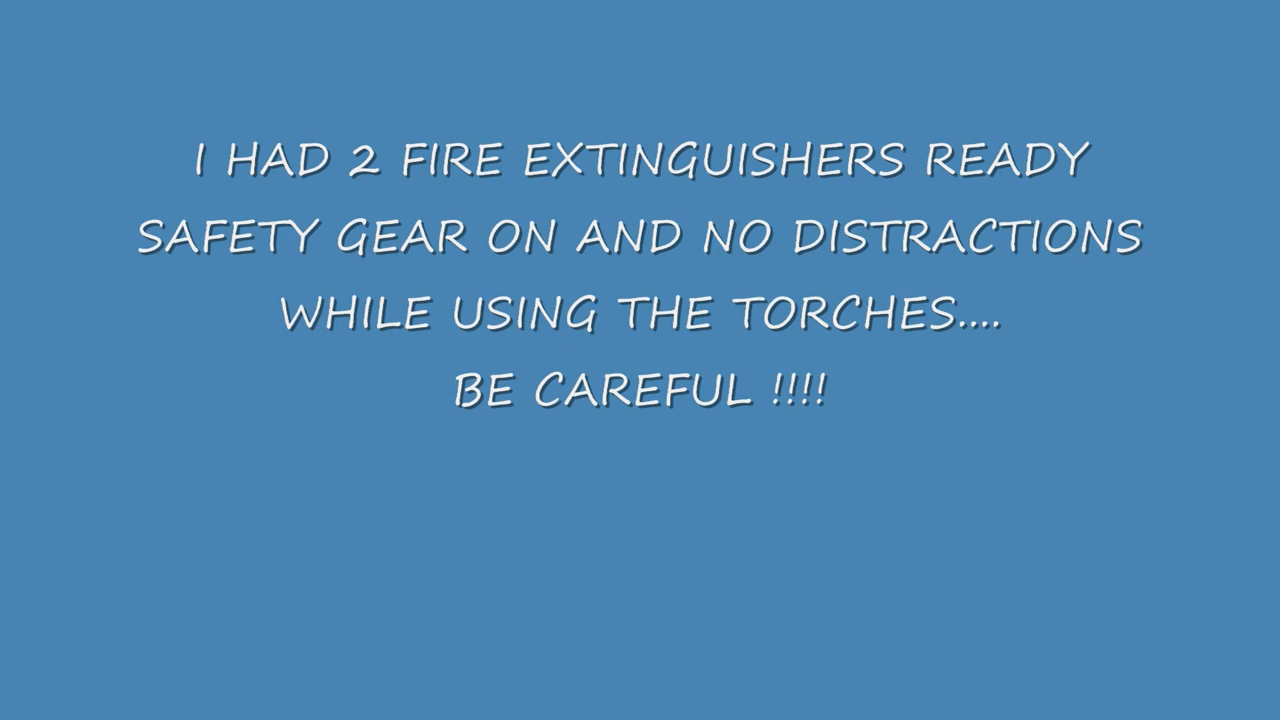 I HAD 2 FIRE EXTINGUISHERS READY
SAFETY GEAR ON AND NO DISTRACTIONS
WHILE USING THE TORCHES....
BE CAREFUL !!!!